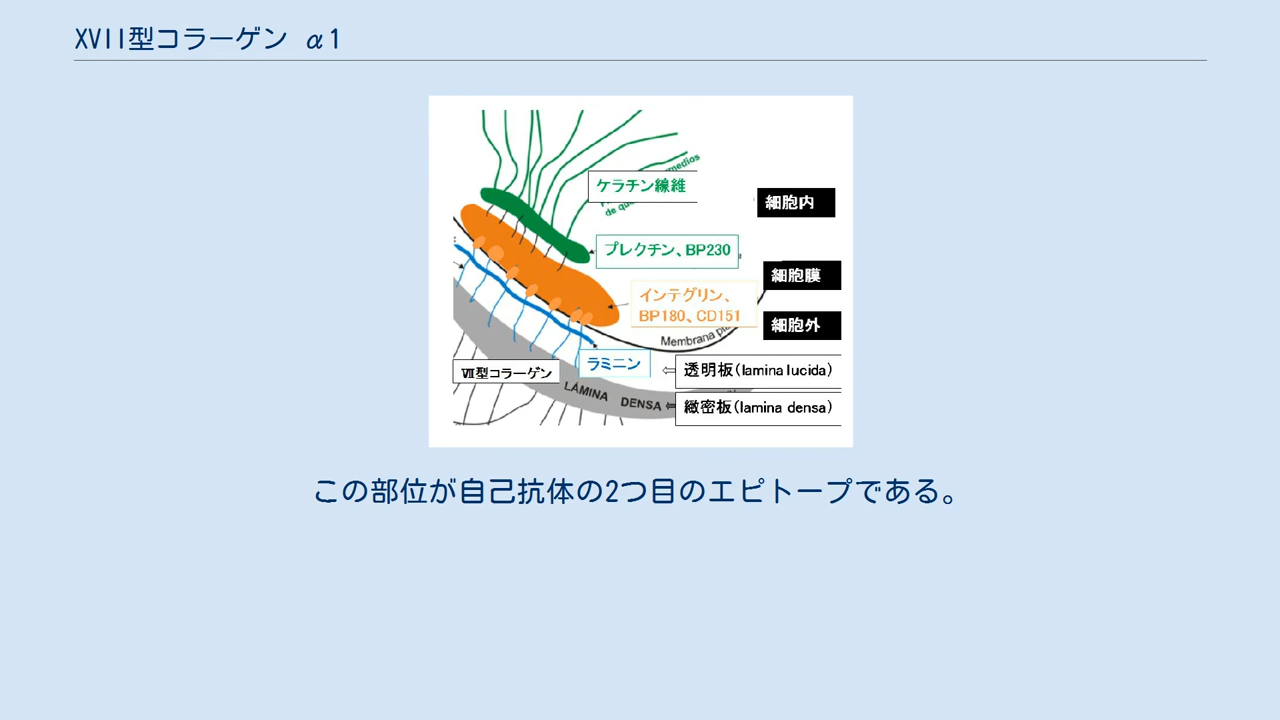 XVII型コラーゲン α1
ケラチン線維
de
細胞内
プレクチン、BP230
細胞膜
インテグリン、
BP180、CD151
細胞外
Membrana
ラミニン
透明板(lamina lucida)
Ⅶ型コラーゲン
LÁMINA DENSA
緻密板(lamina densa)
この部位が自己抗体の2つ目のエピトープである。